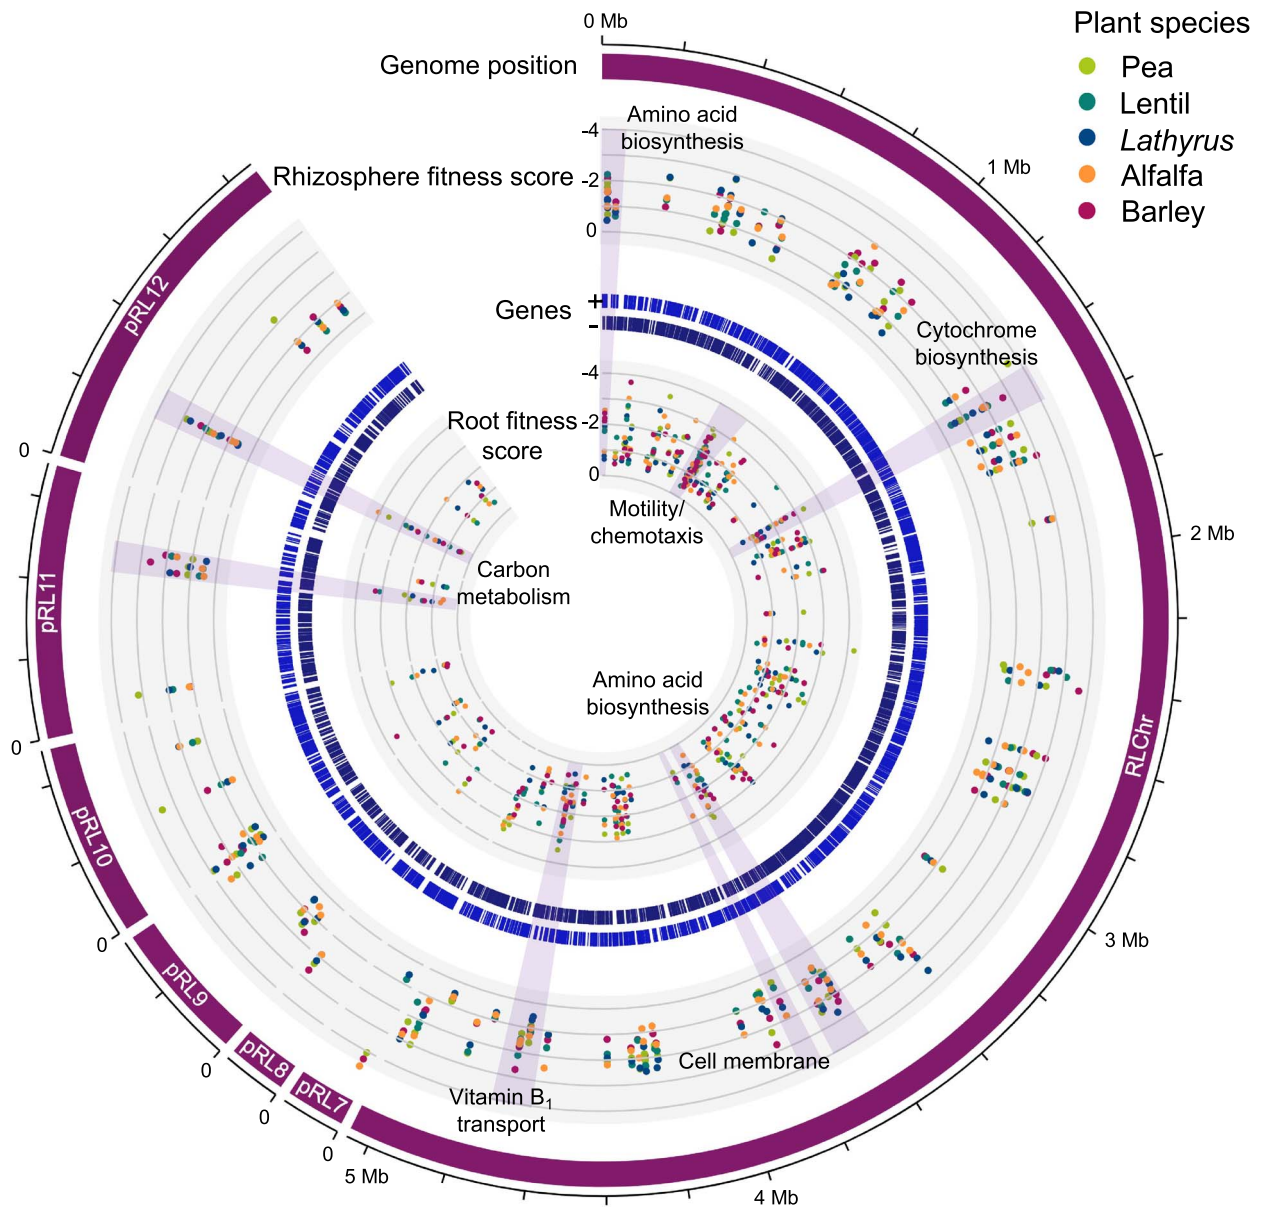 0 Mb
Plant species
Pea
Lentil
Lathyrus
Alfalfa
Barley
Genome position
Amino acid
biosynthesis
-4
Rhizosphere fitness score
-2
0
1 Mb
Genes
+
-
Cytochrome
biosynthesis
-4
Root fitness
score
-2
0
Motility/
chemotaxis
pRL12
0
2 Mb
Carbon
metabolism
pRL11
Amino acid
biosynthesis
RLChr
0
pRL10
0
3 Mb
pRL9
Cell membrane
pRL8
0
pRL7
Vitamin B₁
transport
0
0
5 Mb
4 Mb